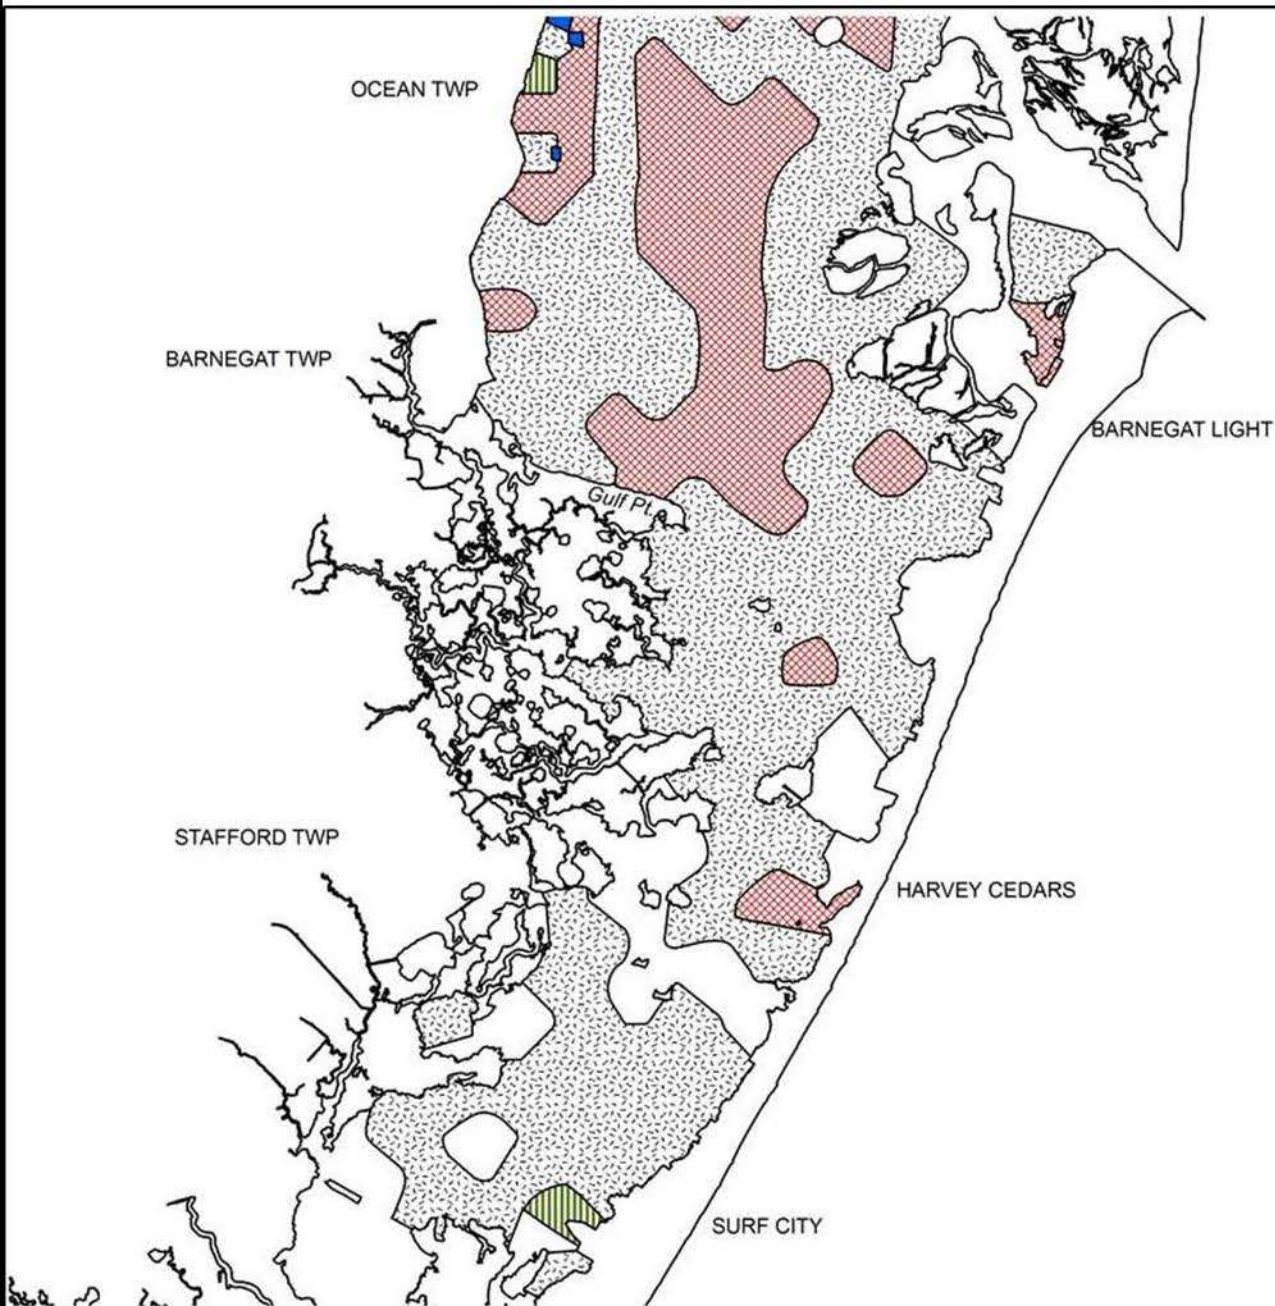 OCEAN TWP
BARNEGAT TWP
BARNEGAT LIGHT
Gulf Pt.
STAFFORD TWP
HARVEY CEDARS
SURF CITY